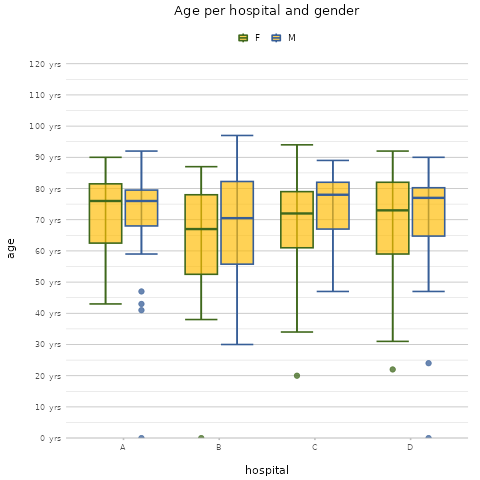 Age per hospital and gender
F M
120 yrs
110 yrs
100 yrs
90 yrs
80 yrs
70 yrs
60 yrs
50 yrs
40 yrs
30 yrs
20 yrs
10 yrs
0 yrs
age
A B C D
hospital